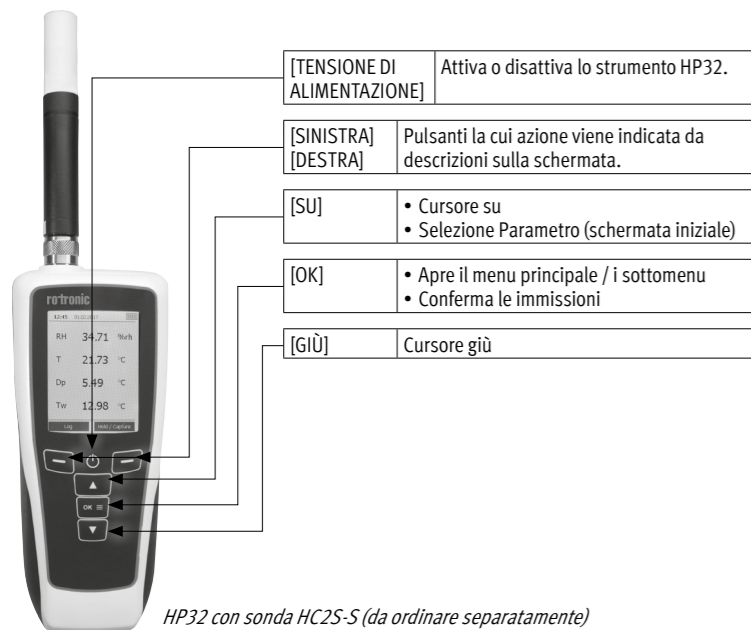 [TENSIONE DI ALIMENTAZIONE]
Attiva o disattiva lo strumento HP32.
[SINISTRA]
[DESTRA]
Pulsanti la cui azione viene indicata da
descrizioni sulla schermata.
[SU]
• Cursore su
• Selezione Parametro (schermata iniziale)
[OK]
• Apre il menu principale / i sottomenu
• Conferma le immissioni
[GIÙ]
Cursore giù
rotronic
12:45
RH 34.71 %rh
T 21.73 °C
Dp 5.49 °C
Tw 12.98 °C
Log Hold / Capture
OK
HP32 con sonda HC2S-S (da ordinare separatamente)